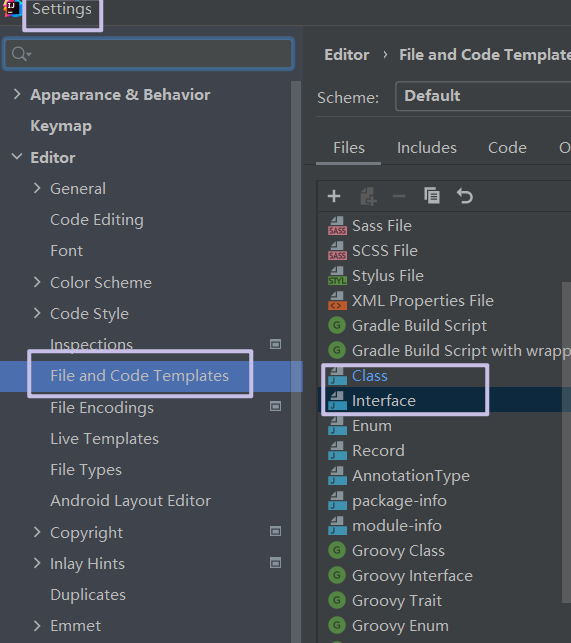 Settings
Appearance & Behavior
Keymap
Editor
General
Code Editing
Font
Color Scheme
Code Style
Inspections
File and Code Templates
File Encodings
Live Templates
File Types
Android Layout Editor
Copyright
Inlay Hints
Duplicates
Emmet
Editor › File and Code Template
Scheme: Default
Files Includes Code O
Sass File
SCSS File
Stylus File
XML Properties File
Gradle Build Script
Gradle Build Script with wrapp
Class
Interface
Enum
Record
AnnotationType
package-info
module-info
Groovy Class
Groovy Interface
Groovy Trait
Groovy Enum